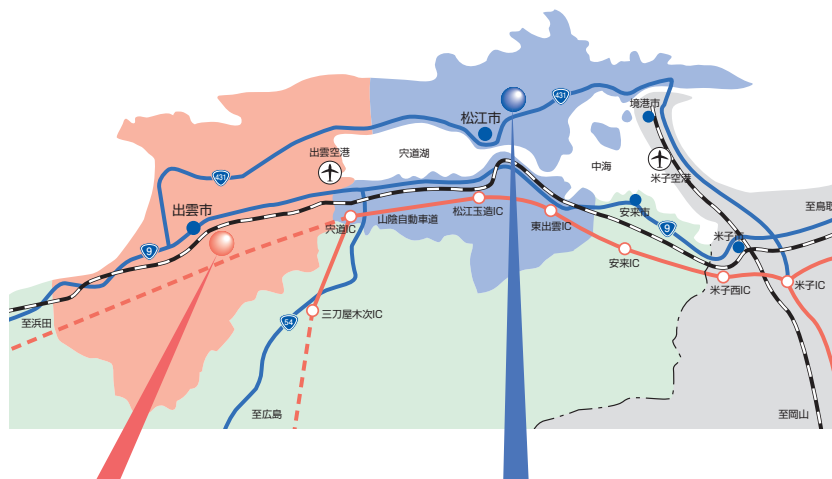 431
境港市
松江市
出雲空港
宍道湖
中海
米子空港
431
出雲市
宍道IC
山陰自動車道
松江玉造IC
東出雲IC
安来市
9
至鳥取
米子市
9
安来IC
米子西IC
米子IC
至浜田
54
三刀屋木次IC
至広島
至岡山